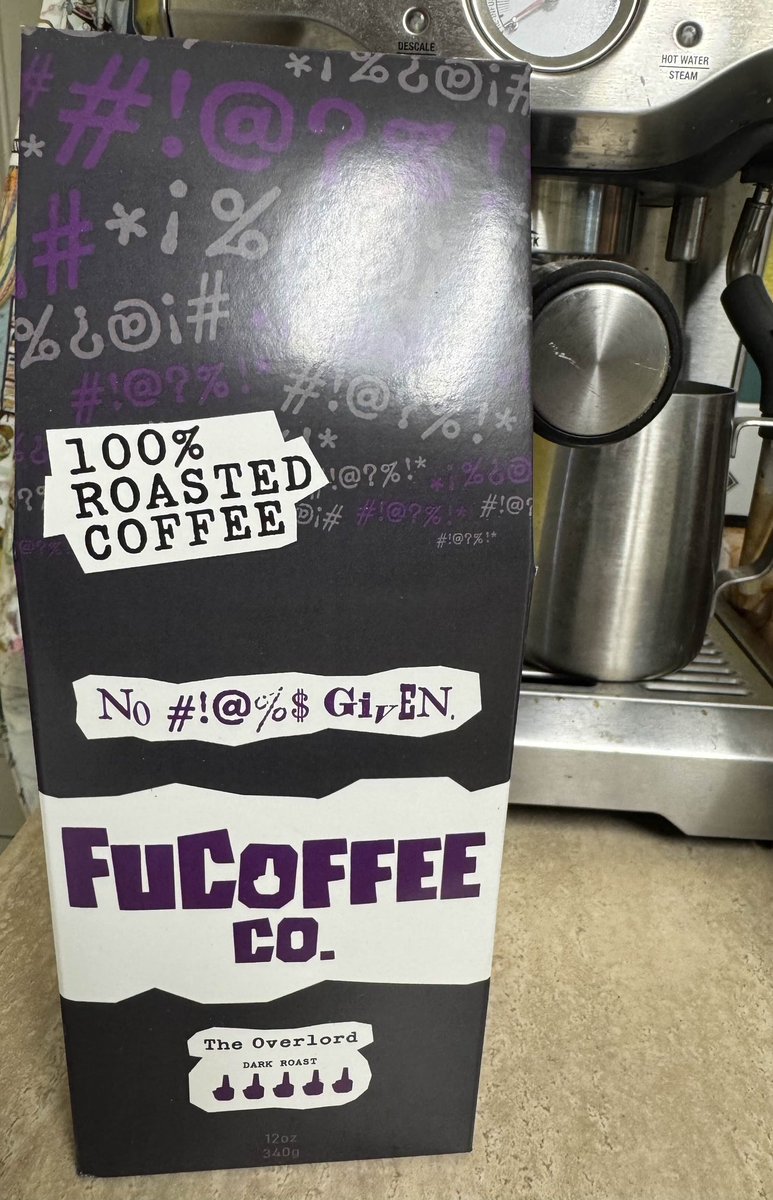 DESCALE
HOT WATER
STEAM
*¡%¿@¡#
#!@?%!
#*¡%
%¿@¡#
#!@?%!*
#!@?%!*
!@?%!*
*¡%¿@
@¡#
#!@?%!*
#!@?
#!@?%!*
100%
ROASTED
COFFEE
No #!@%$ GivEN.
FUCOFFEE
CO.
The Overlord
DARK ROAST
12oz
340g